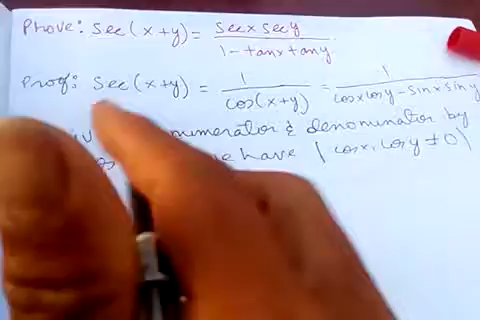 Prove: sec(x+y) = secx secy / 1 - tanx tany
Proof: sec(x+y) = 1 / cos(x+y) = 1 / cosx cosy - sinx siny
numerator & denominator by
we have (cosx, cosy ≠ 0)